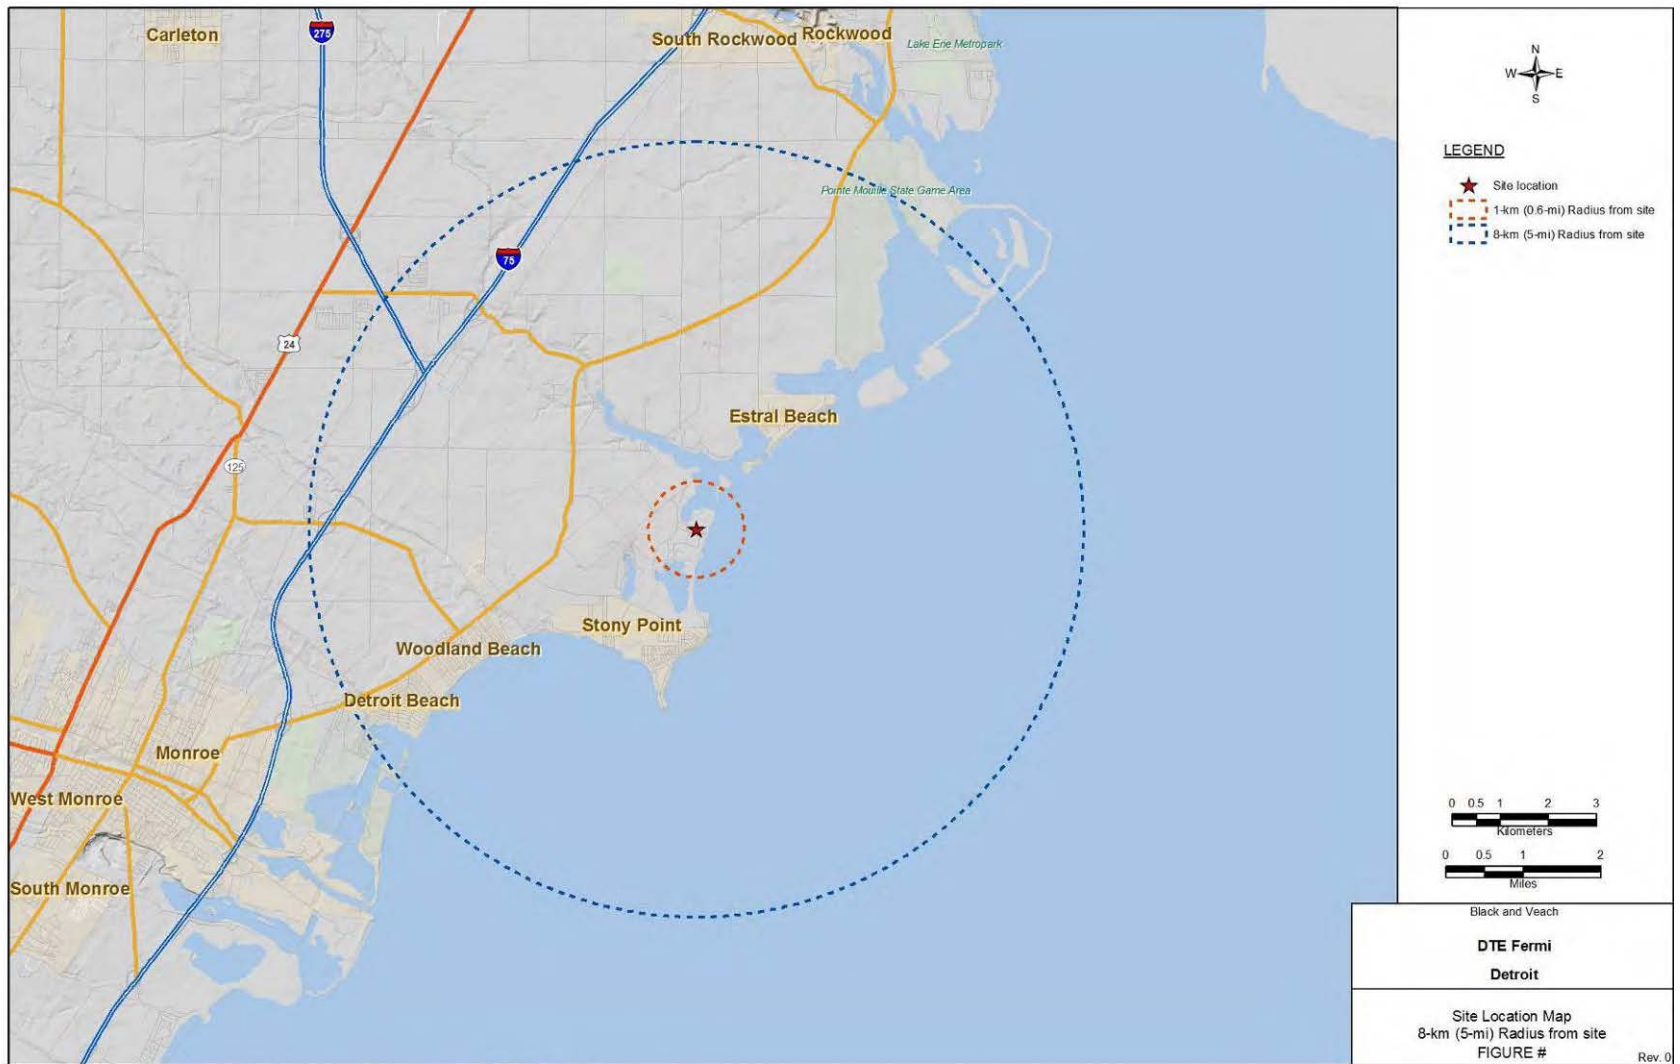 Carleton
275
South Rockwood
Rockwood
Lake Erie Metropark
Pointe Mouille State Game Area
75
24
Estral Beach
125
Stony Point
Woodland Beach
Detroit Beach
Monroe
West Monroe
South Monroe
N
W E
S
LEGEND
Site location
1-km (0.6-mi) Radius from site
8-km (5-mi) Radius from site
0 0.5 1 2 3
Kilometers
0 0.5 1 2
Miles
Black and Veach
DTE Fermi
Detroit
Site Location Map
8-km (5-mi) Radius from site
FIGURE #
Rev. 0